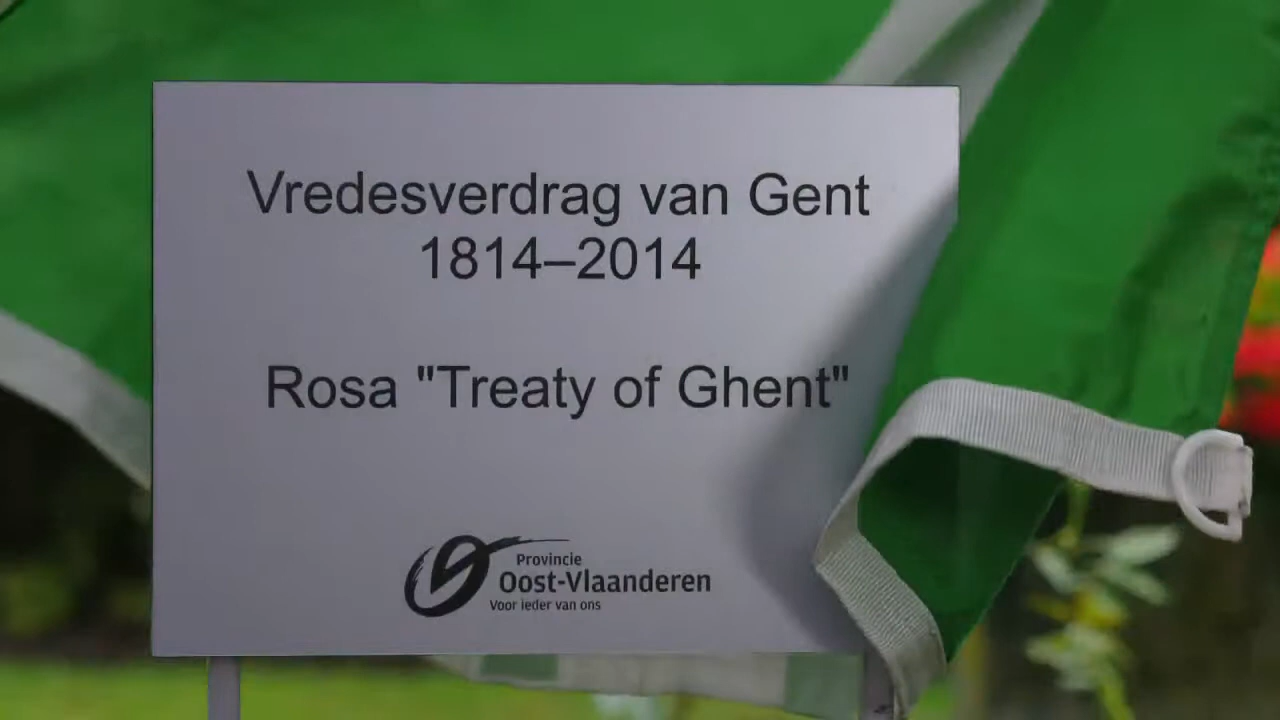 Vredesverdrag van Gent
1814–2014
Rosa "Treaty of Ghent"
Provincie
Oost-Vlaanderen
Voor ieder van ons